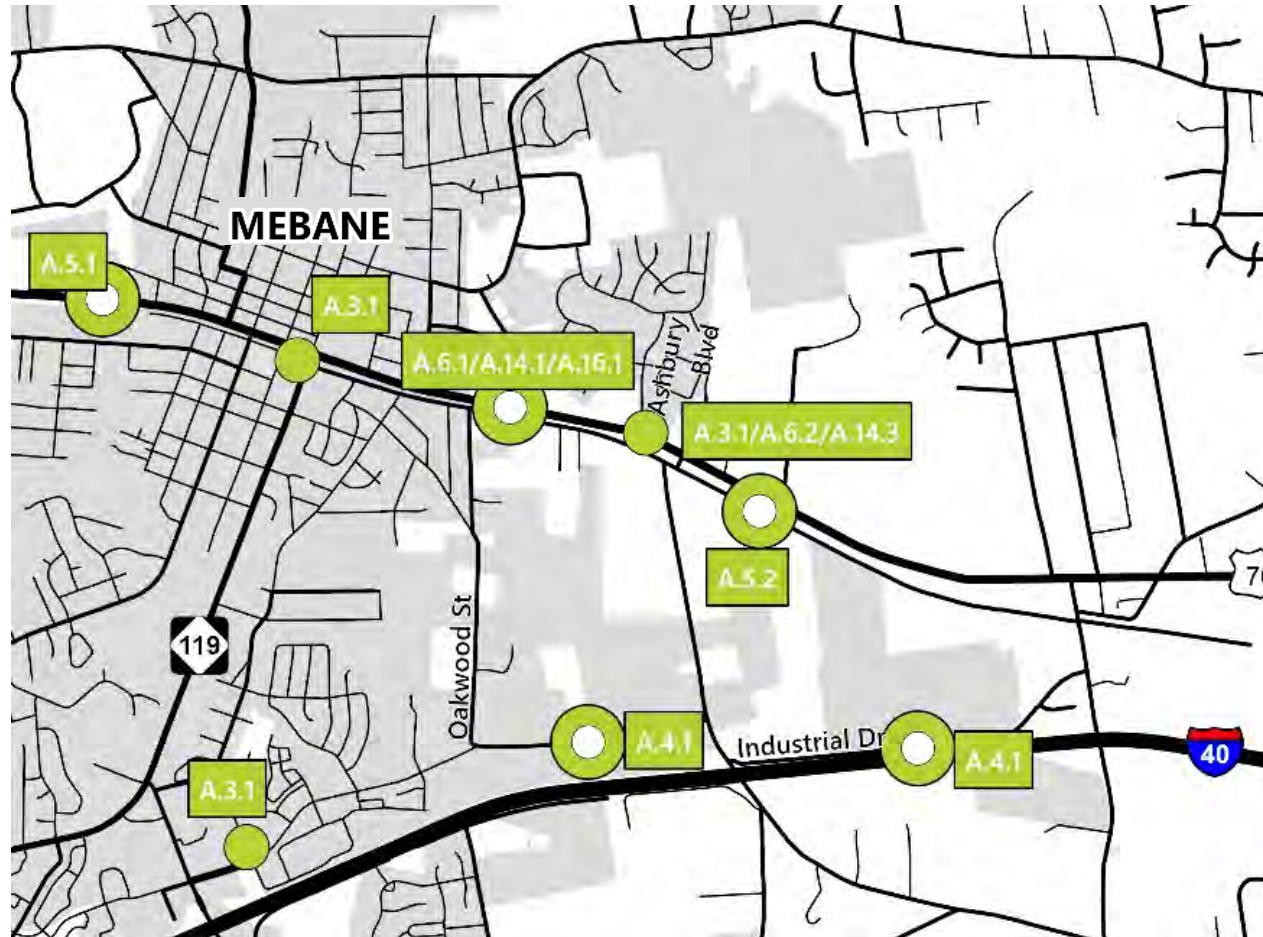 MEBANE
A.5.1
A.3.1
A.6.1/A.14.1/A.16.1
Ashbury
Blvd
A.3.1/A.6.2/A.14.3
A.5.2
119
Oakwood St
A.4.1
Industrial Dr
A.4.1
40
A.3.1